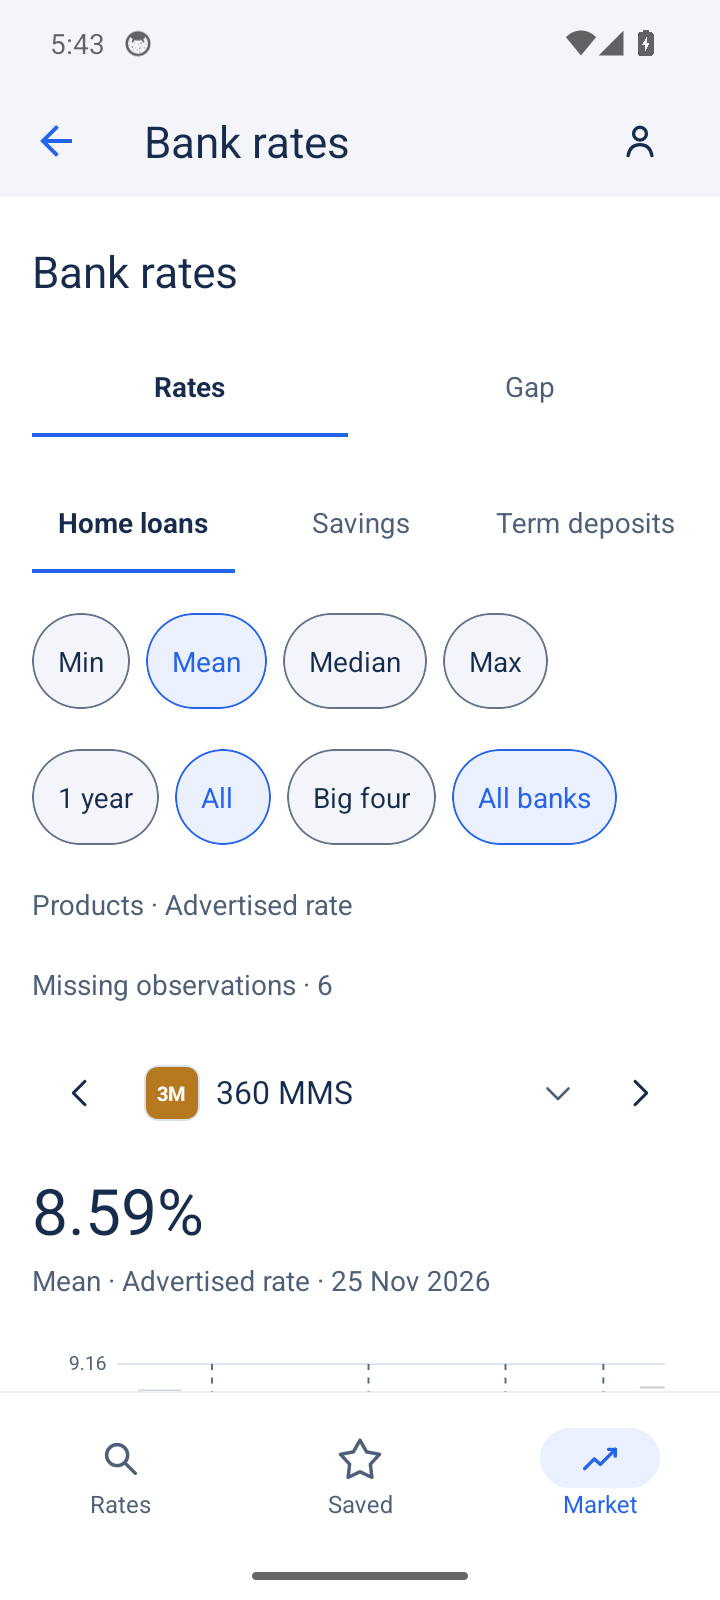 5:43
Bank rates
Bank rates
Rates Gap
Home loans Savings Term deposits
Min Mean Median Max
1 year All Big four All banks
Products · Advertised rate
Missing observations · 6
3M 360 MMS
8.59%
Mean · Advertised rate · 25 Nov 2026
9.16
Rates Saved Market